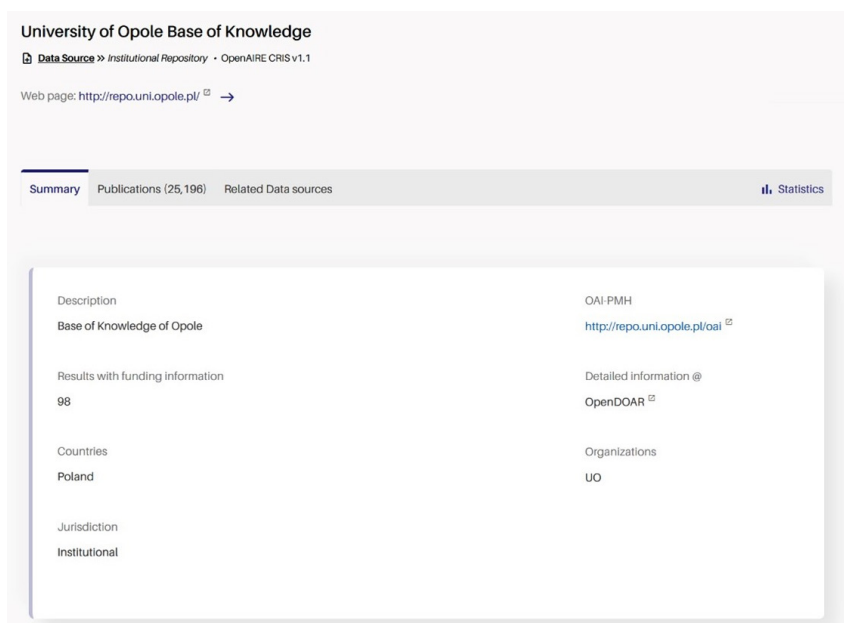 University of Opole Base of Knowledge
Data Source >> Institutional Repository • OpenAIRE CRIS v1.1
Web page: http://repo.uni.opole.pl/ →
Summary Publications (25,196) Related Data sources Statistics
Description OAI-PMH
Base of Knowledge of Opole http://repo.uni.opole.pl/oai
Results with funding information Detailed information @
98 OpenDOAR
Countries Organizations
Poland UO
Jurisdiction
Institutional